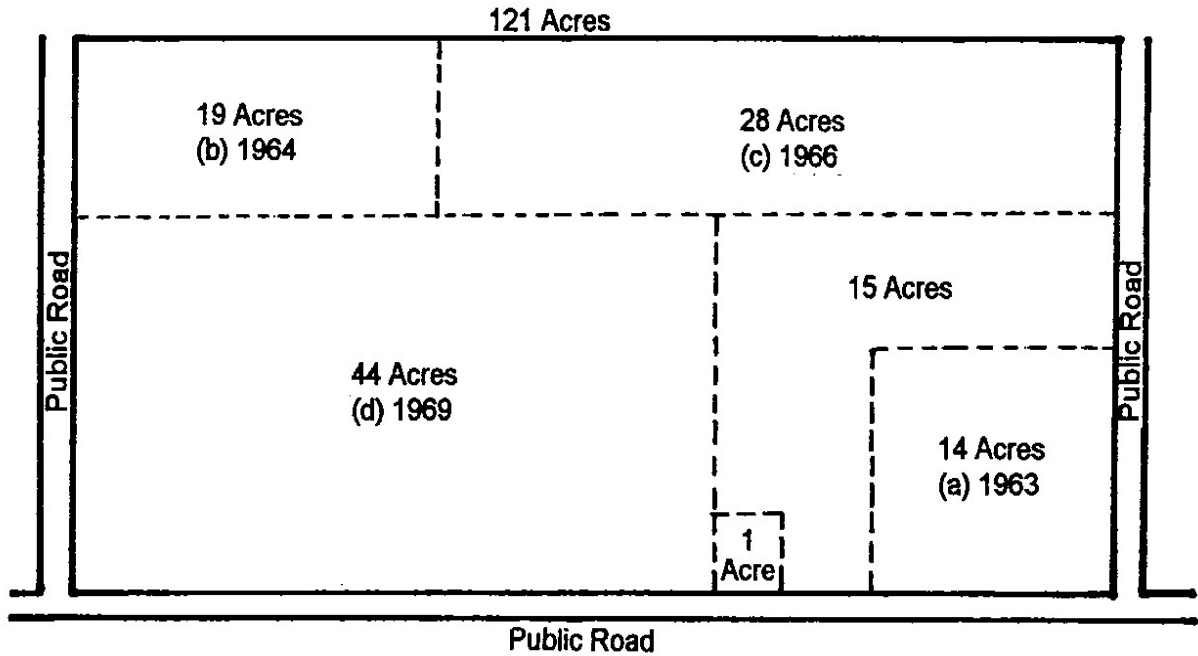 121 Acres
19 Acres
(b) 1964
28 Acres
(c) 1966
Public Road
15 Acres
Public Road
44 Acres
(d) 1969
14 Acres
(a) 1963
1
Acre
Public Road